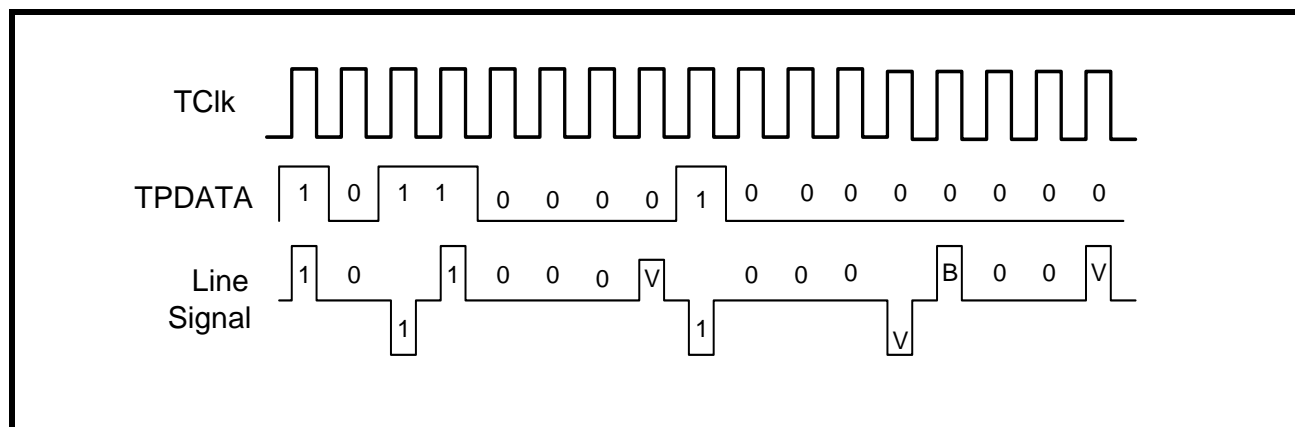 TClk
TPDATA 1 0 1 1 0 0 0 0 1 0 0 0 0 0 0 0 0
Line Signal 1 0 1 1 0 0 0 V 1 0 0 0 V B 0 0 V